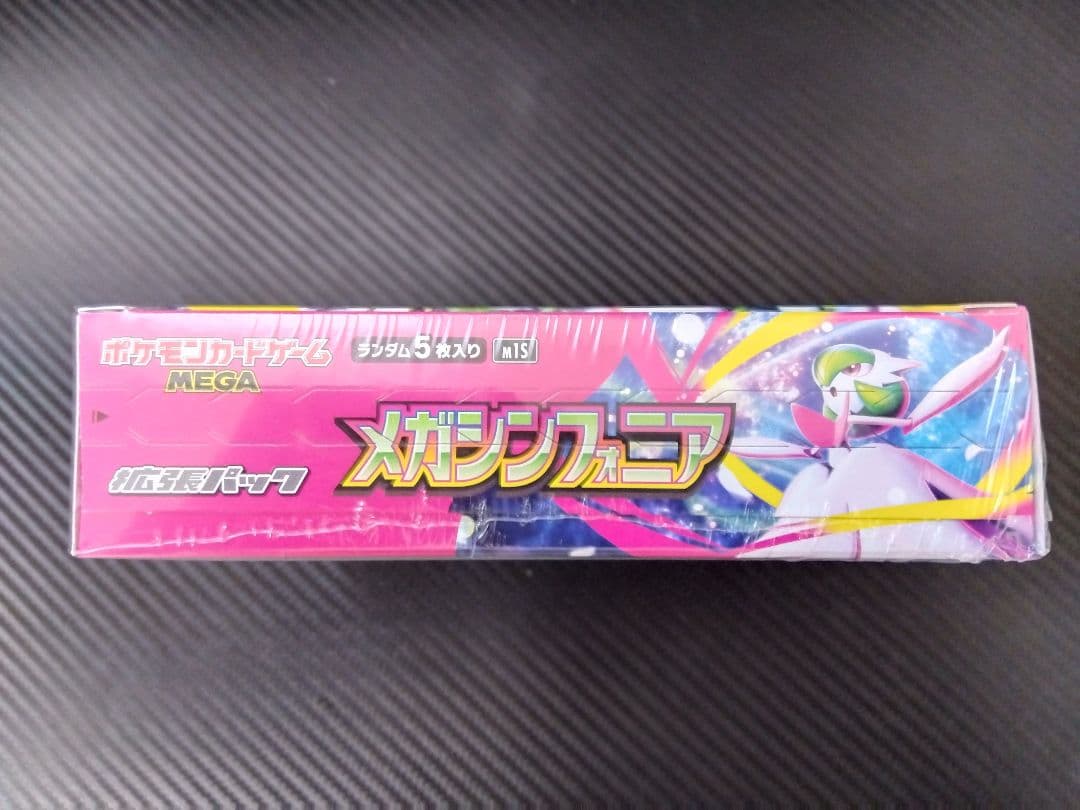 ポケモンカードゲーム
MEGA
ランダム5枚入り M1S
メガシンフォニア
拡張パック